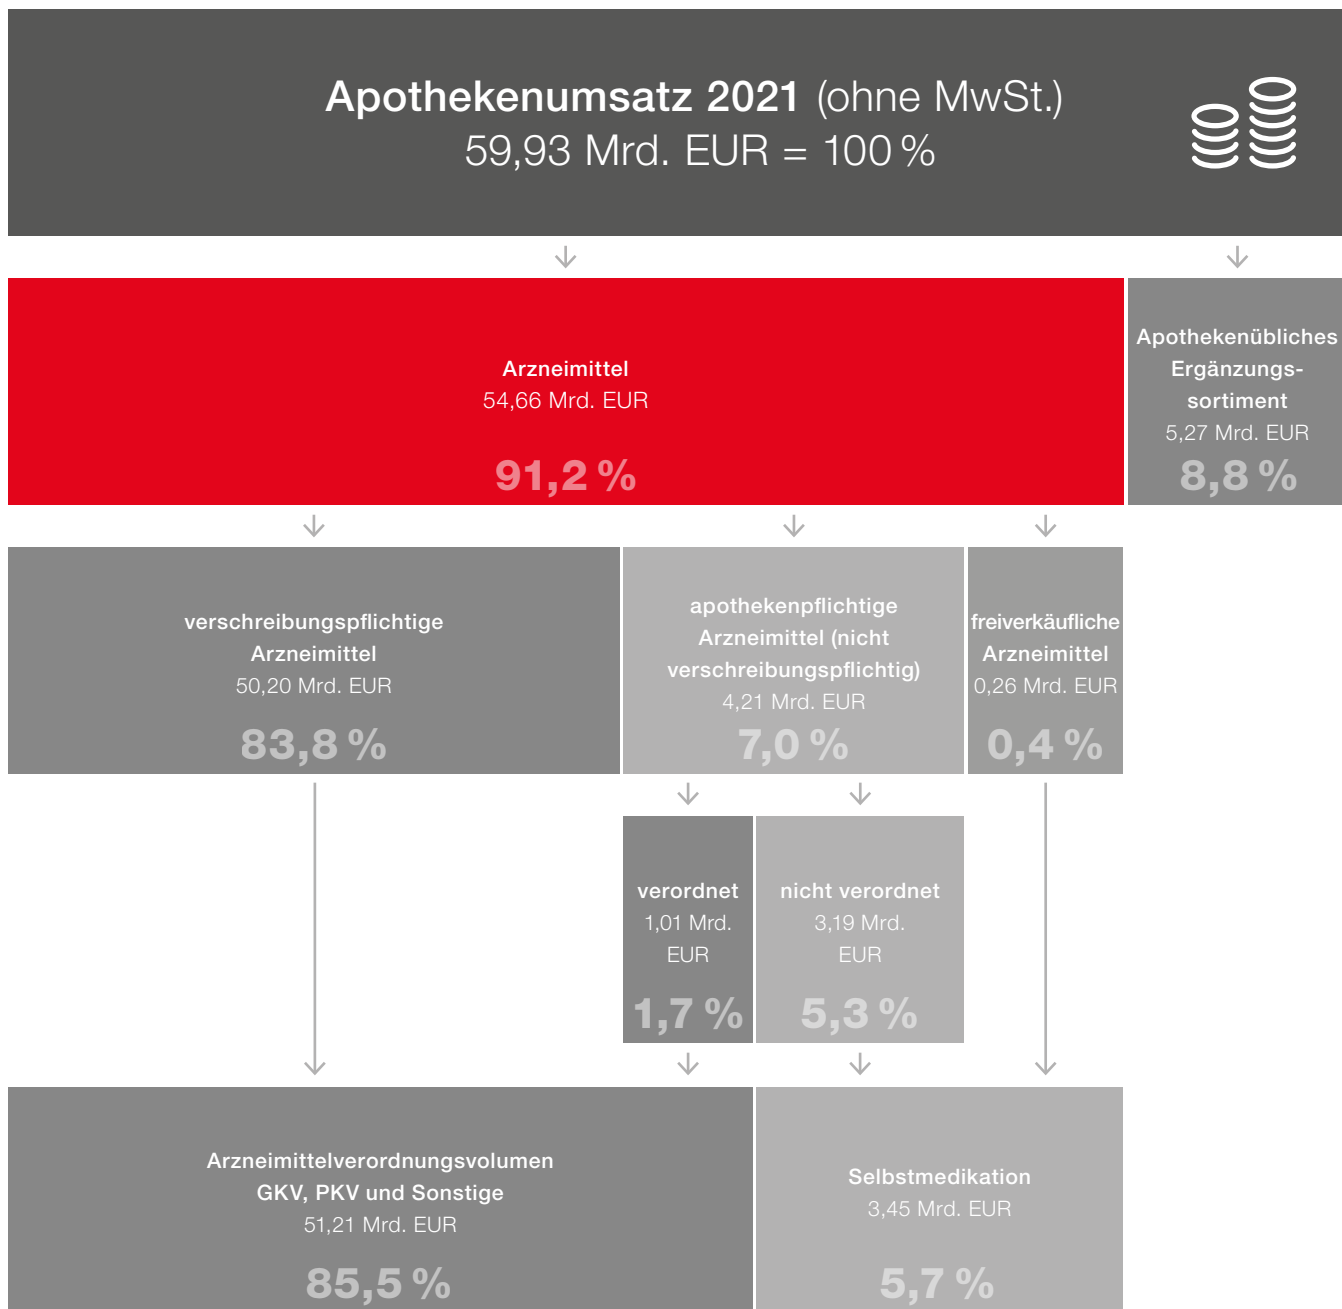 Apothekenumsatz 2021 (ohne MwSt.)
59,93 Mrd. EUR = 100 %
Arzneimittel
54,66 Mrd. EUR
91,2 %
Apothekenübliches
Ergänzungs-
sortiment
5,27 Mrd. EUR
8,8 %
verschreibungspflichtige
Arzneimittel
50,20 Mrd. EUR
83,8 %
apothekenpflichtige
Arzneimittel (nicht
verschreibungspflichtig)
4,21 Mrd. EUR
7,0 %
freiverkäufliche
Arzneimittel
0,26 Mrd. EUR
0,4 %
verordnet
1,01 Mrd.
EUR
1,7 %
nicht verordnet
3,19 Mrd.
EUR
5,3 %
Arzneimittelverordnungsvolumen
GKV, PKV und Sonstige
51,21 Mrd. EUR
85,5 %
Selbstmedikation
3,45 Mrd. EUR
5,7 %